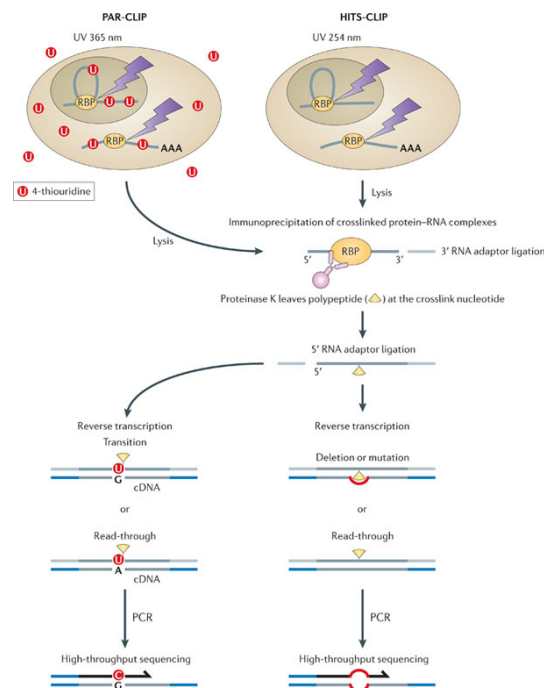 PAR-CLIP
HITS-CLIP
UV 365 nm
UV 254 nm
U
U
U
U
U
U
RBP
U
U
RBP
U
RBP
U
U
AAA
RBP
AAA
U
U
U 4-thiouridine
Lysis
Lysis
Immunoprecipitation of crosslinked protein–RNA complexes
RBP
5′
3′
3′ RNA adaptor ligation
Proteinase K leaves polypeptide ( ) at the crosslink nucleotide
5′ RNA adaptor ligation
5′
Reverse transcription
Transition
U
G
cDNA
or
Read-through
U
A
cDNA
PCR
High-throughput sequencing
C
G
Reverse transcription
Deletion or mutation
or
Read-through
PCR
High-throughput sequencing